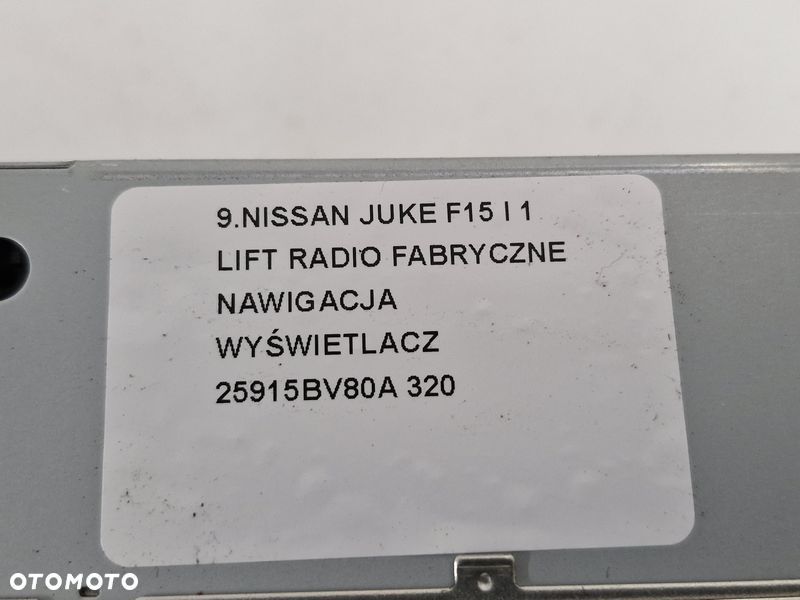 9.NISSAN JUKE F15 I 1
LIFT RADIO FABRYCZNE
NAWIGACJA
WYŚWIETLACZ
25915BV80A 320
OTOMOTO